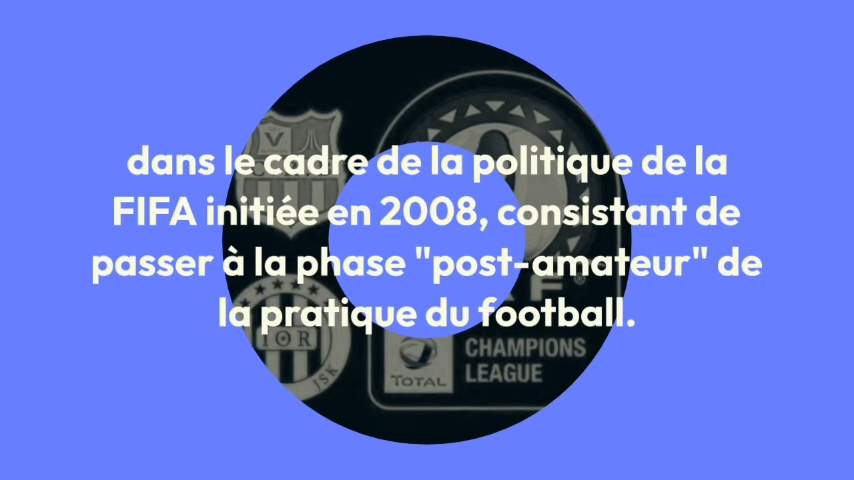 dans le cadre de la politique de la
FIFA initiée en 2008, consistant de
passer à la phase "post-amateur" de
la pratique du football.
V
IOR
JSK
F®
TOTAL
CHAMPIONS
LEAGUE